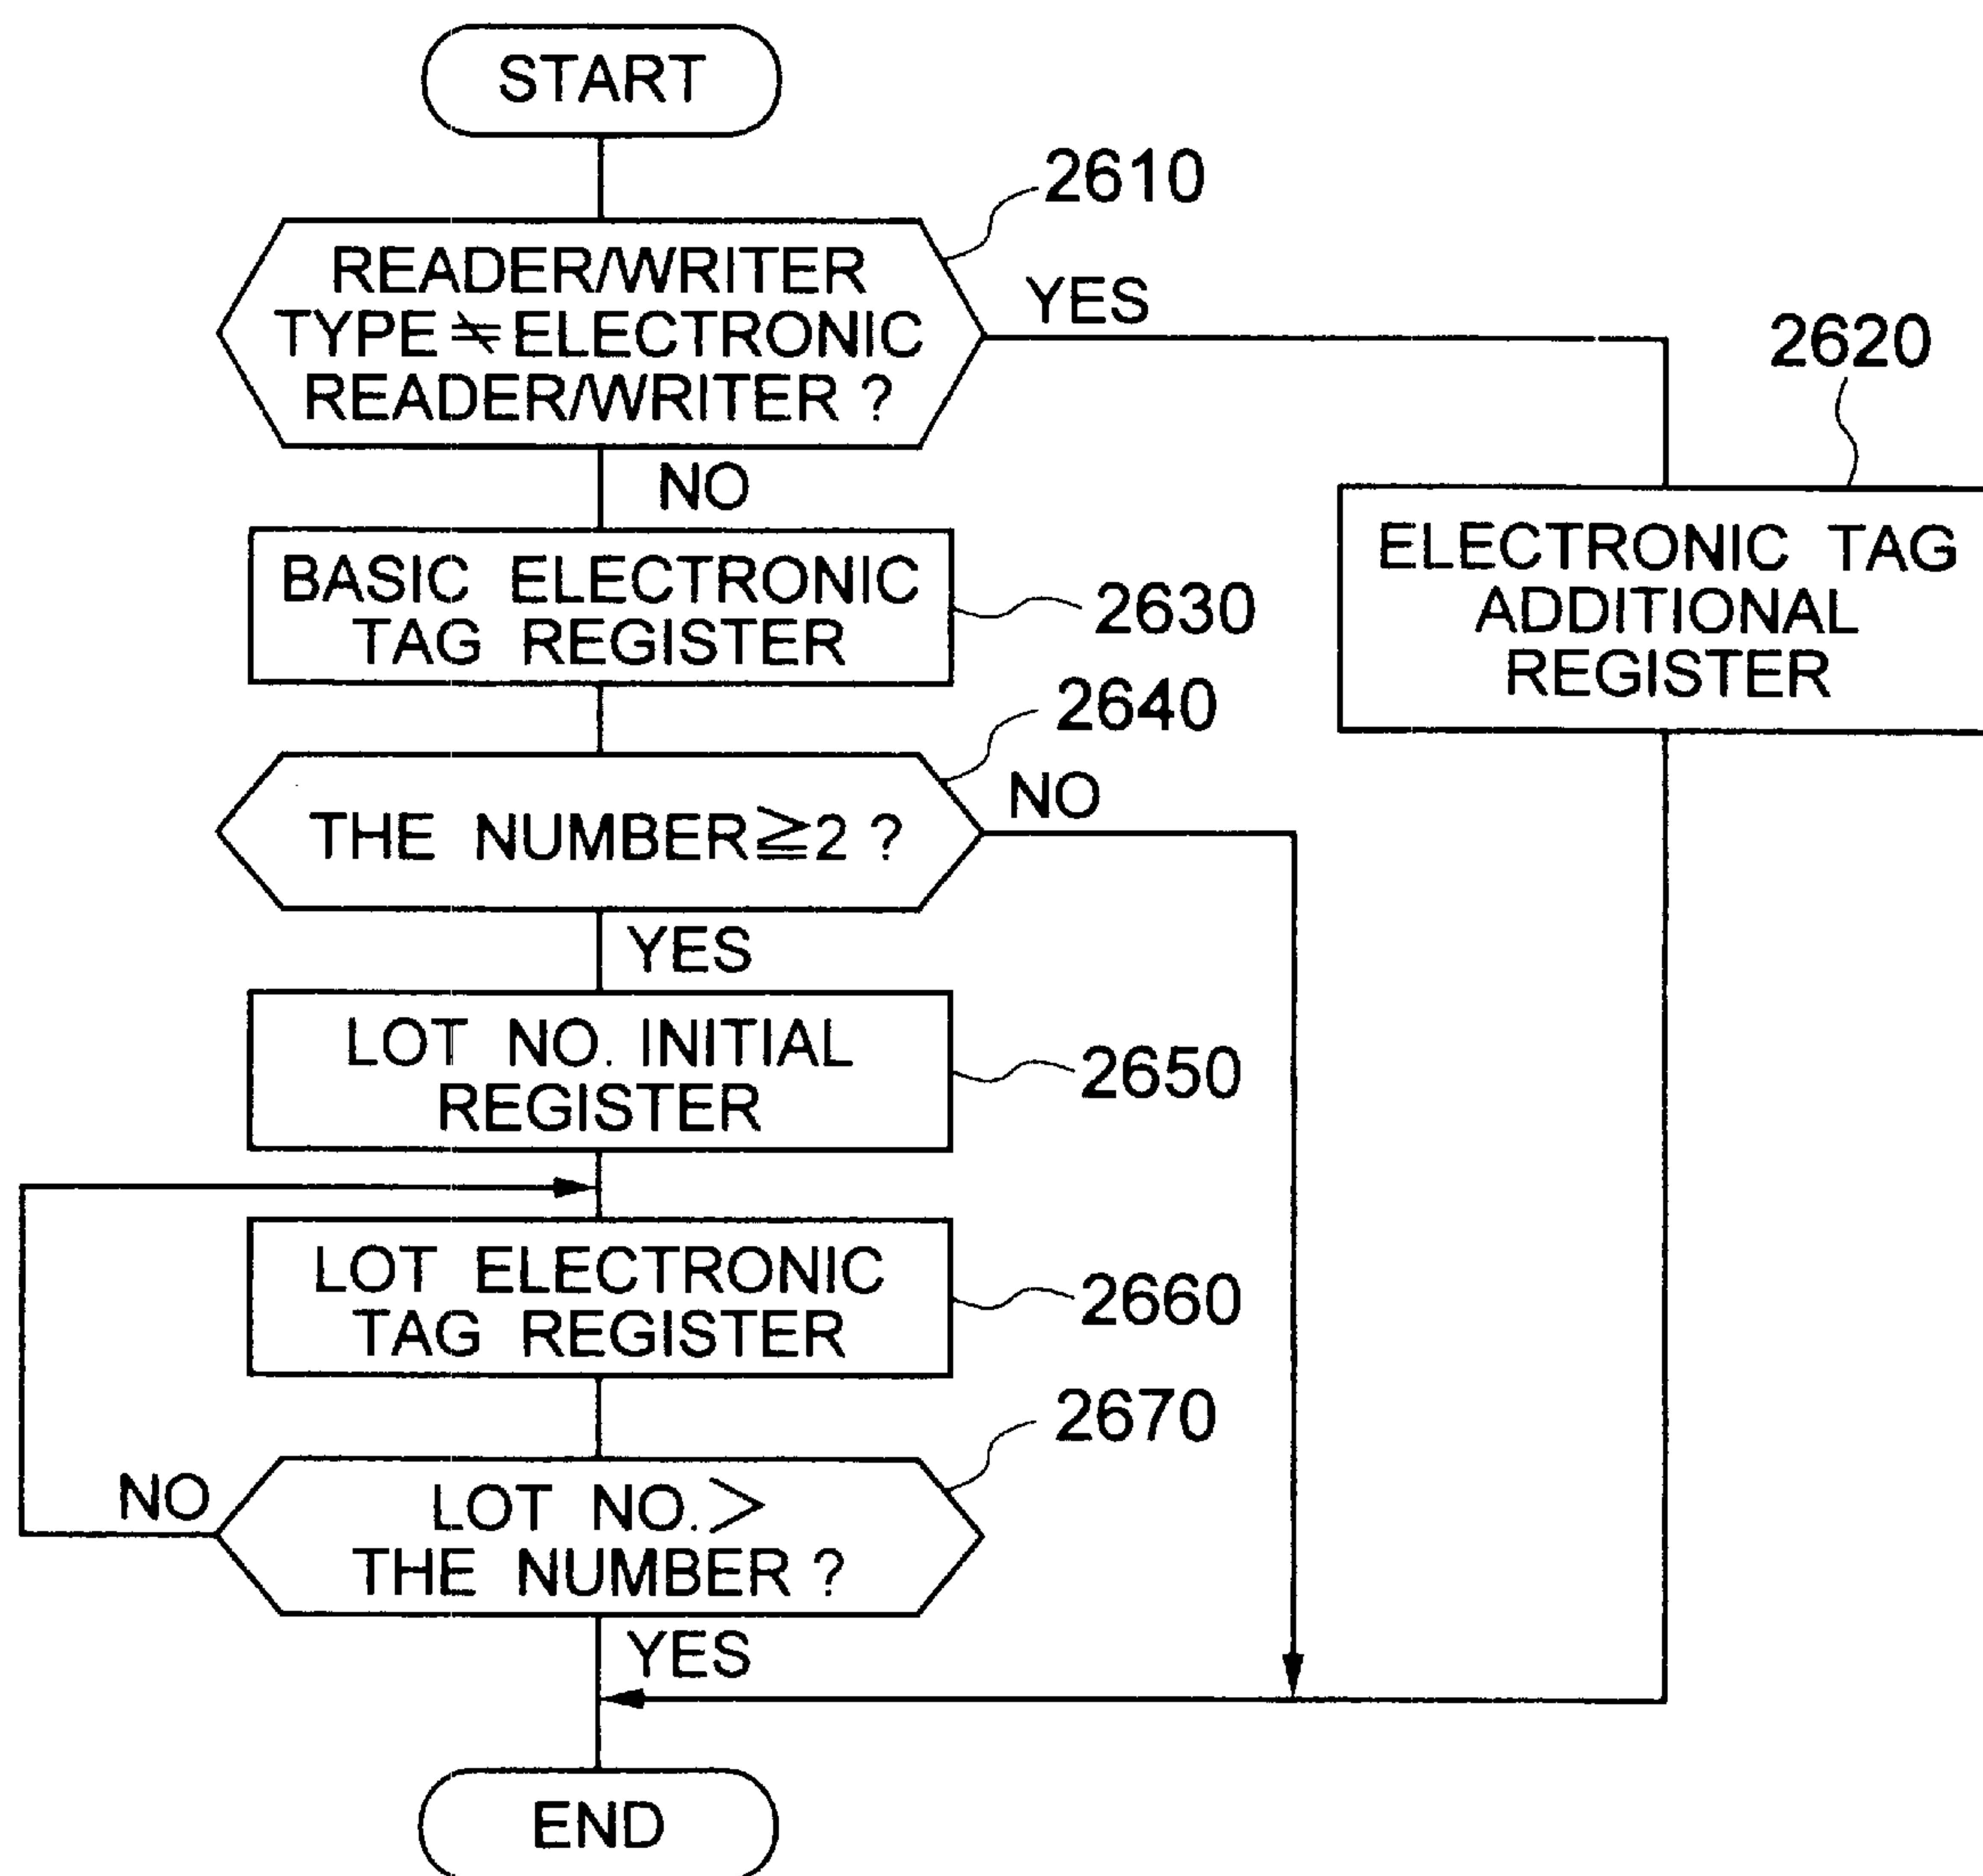 START
2610
READER/WRITER
TYPE ≠ ELECTRONIC
READER/WRITER ?
YES
2620
NO
ELECTRONIC TAG
ADDITIONAL
REGISTER
BASIC ELECTRONIC
TAG REGISTER
2630
2640
THE NUMBER≧2 ?
NO
YES
LOT NO. INITIAL
REGISTER
2650
LOT ELECTRONIC
TAG REGISTER
2660
2670
NO
LOT NO.>
THE NUMBER ?
YES
END